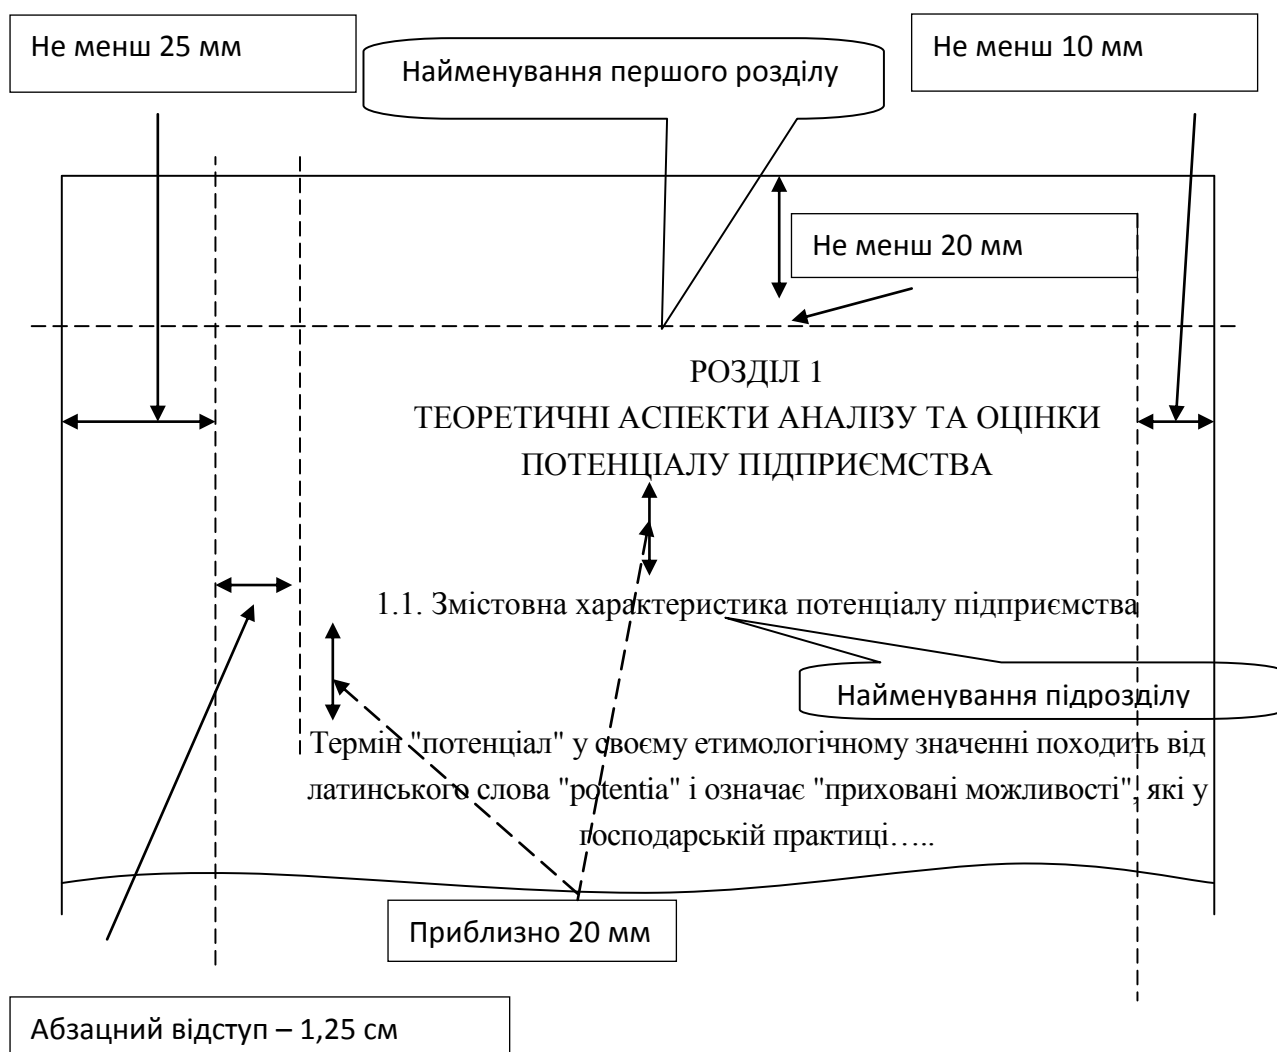 Не менш 25 мм
Найменування першого розділу
Не менш 10 мм
Не менш 20 мм
РОЗДІЛ 1
ТЕОРЕТИЧНІ АСПЕКТИ АНАЛІЗУ ТА ОЦІНКИ
ПОТЕНЦІАЛУ ПІДПРИЄМСТВА
1.1. Змістовна характеристика потенціалу підприємства
Найменування підрозділу
Термін "потенціал" у своєму етимологічному значенні походить від
латинського слова "potentia" і означає "приховані можливості", які у
господарській практиці…..
Приблизно 20 мм
Абзацний відступ – 1,25 см